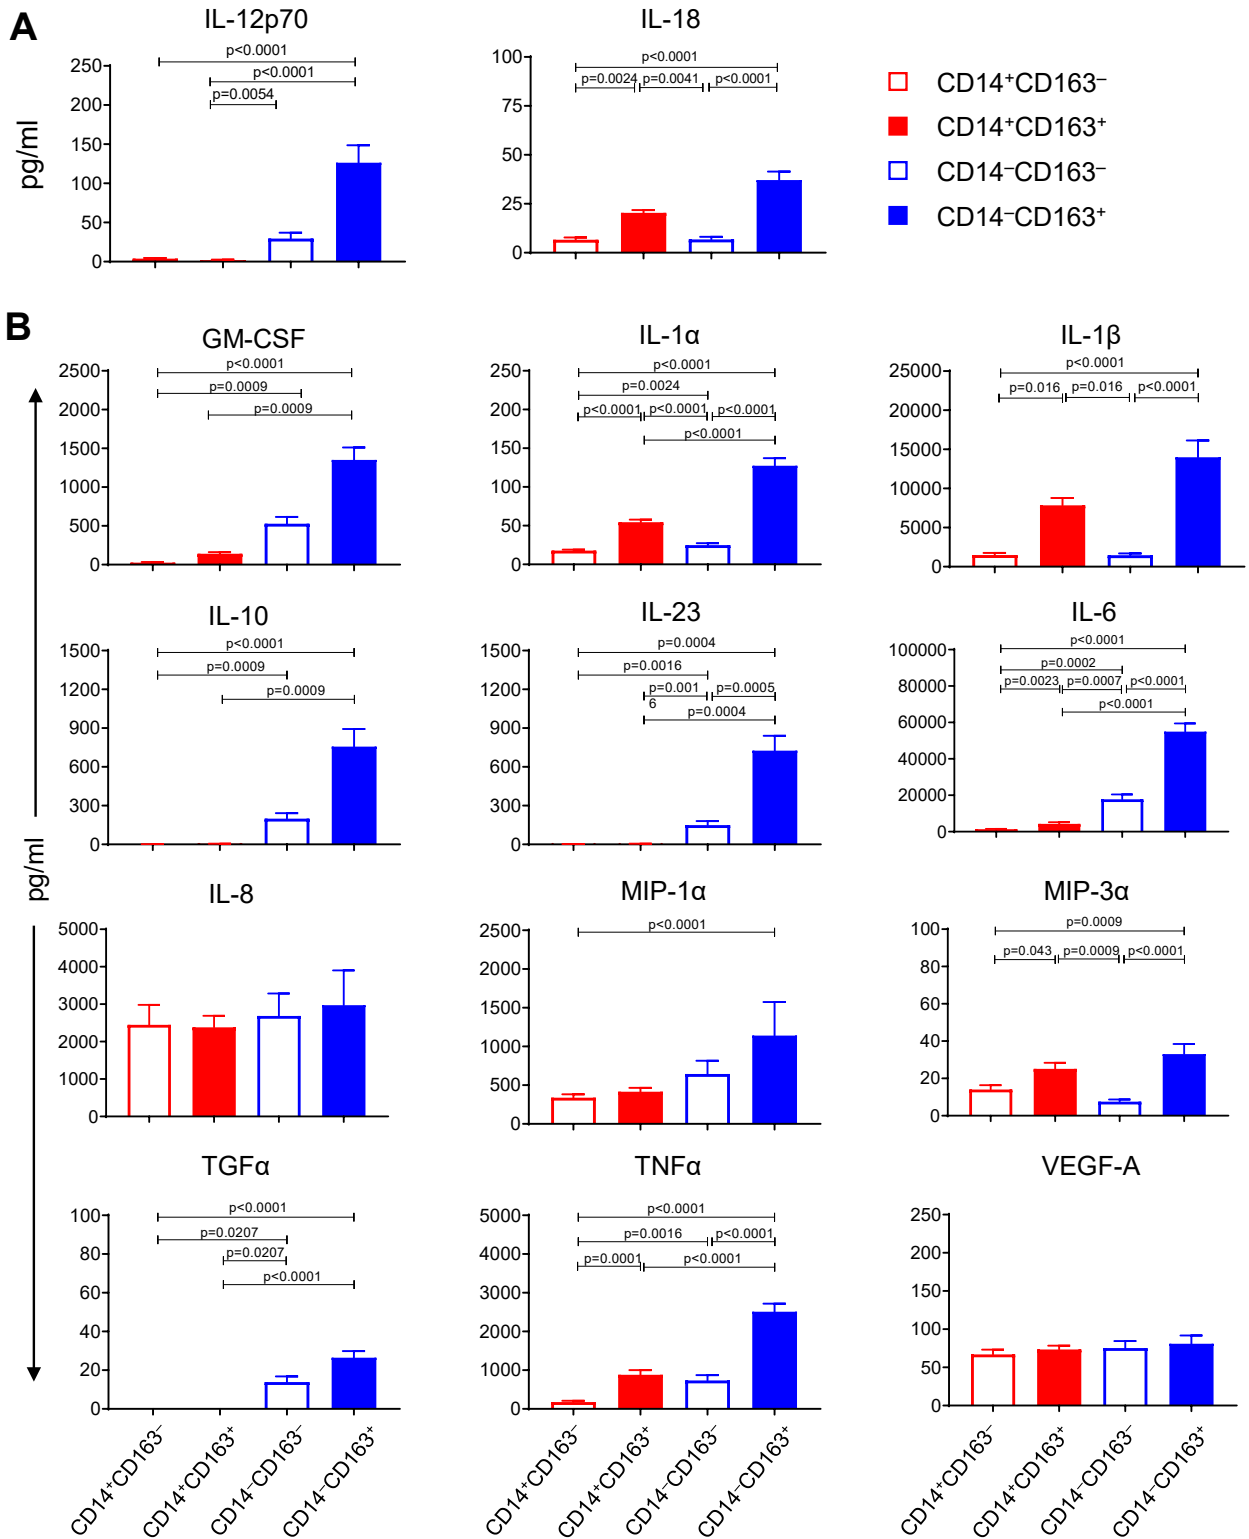 A
IL-12p70
IL-18
p<0.0001
p<0.0001
p=0.0054
250
200
150
100
50
0
pg/ml
p<0.0001
p=0.0024 p=0.0041 p<0.0001
100
75
50
25
0
CD14⁺CD163⁻
CD14⁺CD163⁺
CD14⁻CD163⁻
CD14⁻CD163⁺
B
pg/ml
GM-CSF
p<0.0001
p=0.0009
p=0.0009
2500
2000
1500
1000
500
0
IL-1α
p<0.0001
p=0.0024
p<0.0001 p<0.0001 p<0.0001
p<0.0001
250
200
150
100
50
0
IL-1β
p<0.0001
p=0.016 p=0.016 p<0.0001
25000
20000
15000
10000
5000
0
IL-10
p<0.0001
p=0.0009
p=0.0009
1500
1200
900
600
300
0
IL-23
p=0.0004
p=0.0016
p=0.001 p=0.0005
6
p=0.0004
1500
1200
900
600
300
0
IL-6
p<0.0001
p=0.0002
p=0.0023 p=0.0007 p<0.0001
p<0.0001
100000
80000
60000
40000
20000
0
IL-8
5000
4000
3000
2000
1000
0
MIP-1α
p<0.0001
2500
2000
1500
1000
500
0
MIP-3α
p=0.0009
p=0.043 p=0.0009 p<0.0001
100
80
60
40
20
0
TGFα
p<0.0001
p=0.0207
p=0.0207
p<0.0001
100
80
60
40
20
0
CD14⁺CD163⁻
CD14⁺CD163⁺
CD14⁻CD163⁻
CD14⁻CD163⁺
TNFα
p<0.0001
p=0.0016 p<0.0001
p=0.0001 p<0.0001
5000
4000
3000
2000
1000
0
CD14⁺CD163⁻
CD14⁺CD163⁺
CD14⁻CD163⁻
CD14⁻CD163⁺
VEGF-A
250
200
150
100
50
0
CD14⁺CD163⁻
CD14⁺CD163⁺
CD14⁻CD163⁻
CD14⁻CD163⁺